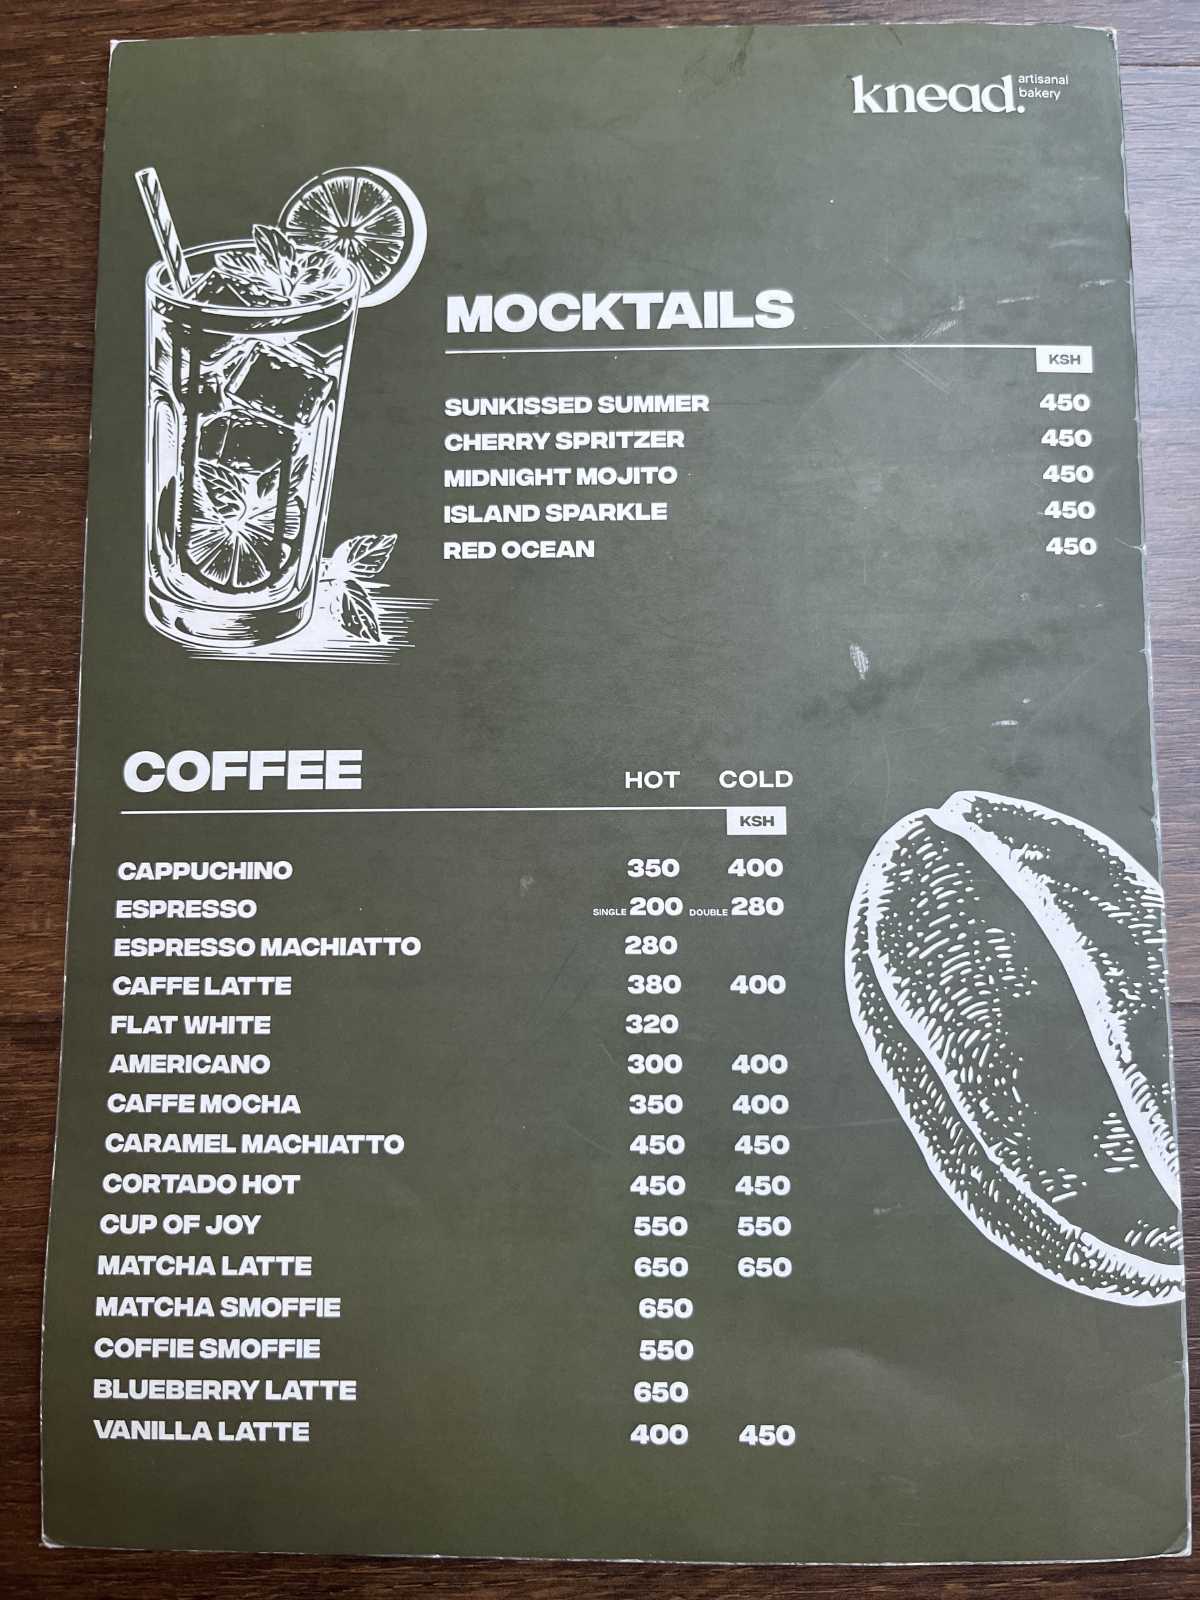 knead. artisanal
bakery
MOCKTAILS
KSH
SUNKISSED SUMMER 450
CHERRY SPRITZER 450
MIDNIGHT MOJITO 450
ISLAND SPARKLE 450
RED OCEAN 450
COFFEE HOT COLD
KSH
CAPPUCHINO 350 400
ESPRESSO SINGLE 200 DOUBLE 280
ESPRESSO MACHIATTO 280
CAFFE LATTE 380 400
FLAT WHITE 320
AMERICANO 300 400
CAFFE MOCHA 350 400
CARAMEL MACHIATTO 450 450
CORTADO HOT 450 450
CUP OF JOY 550 550
MATCHA LATTE 650 650
MATCHA SMOFFIE 650
COFFIE SMOFFIE 550
BLUEBERRY LATTE 650
VANILLA LATTE 400 450